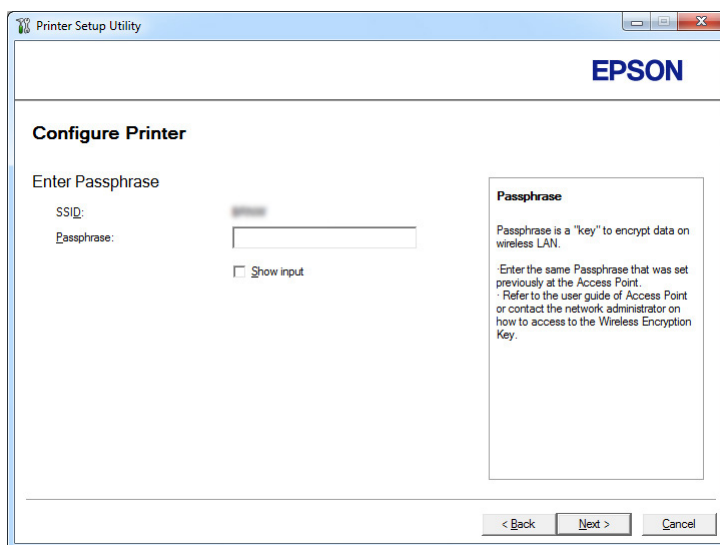 Printer Setup Utility
EPSON
Configure Printer
Enter Passphrase
SSID:
Passphrase:
Show input
Passphrase
Passphrase is a "key" to encrypt data on
wireless LAN.
·Enter the same Passphrase that was set
previously at the Access Point.
· Refer to the user guide of Access Point
or contact the network administrator on
how to access to the Wireless Encryption
Key.
< Back Next > Cancel